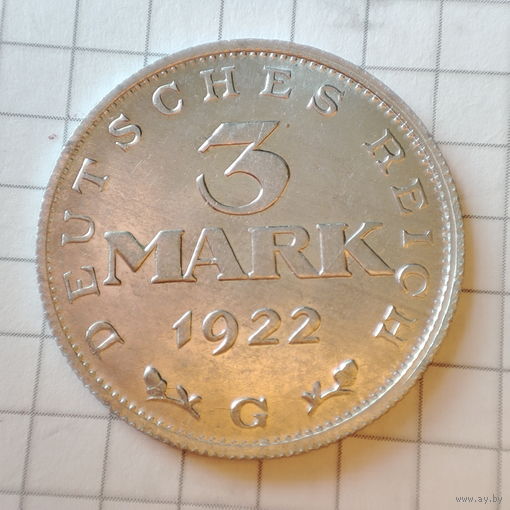 DEUTSCHES REICH
3
MARK
1922
G
www.ay.by